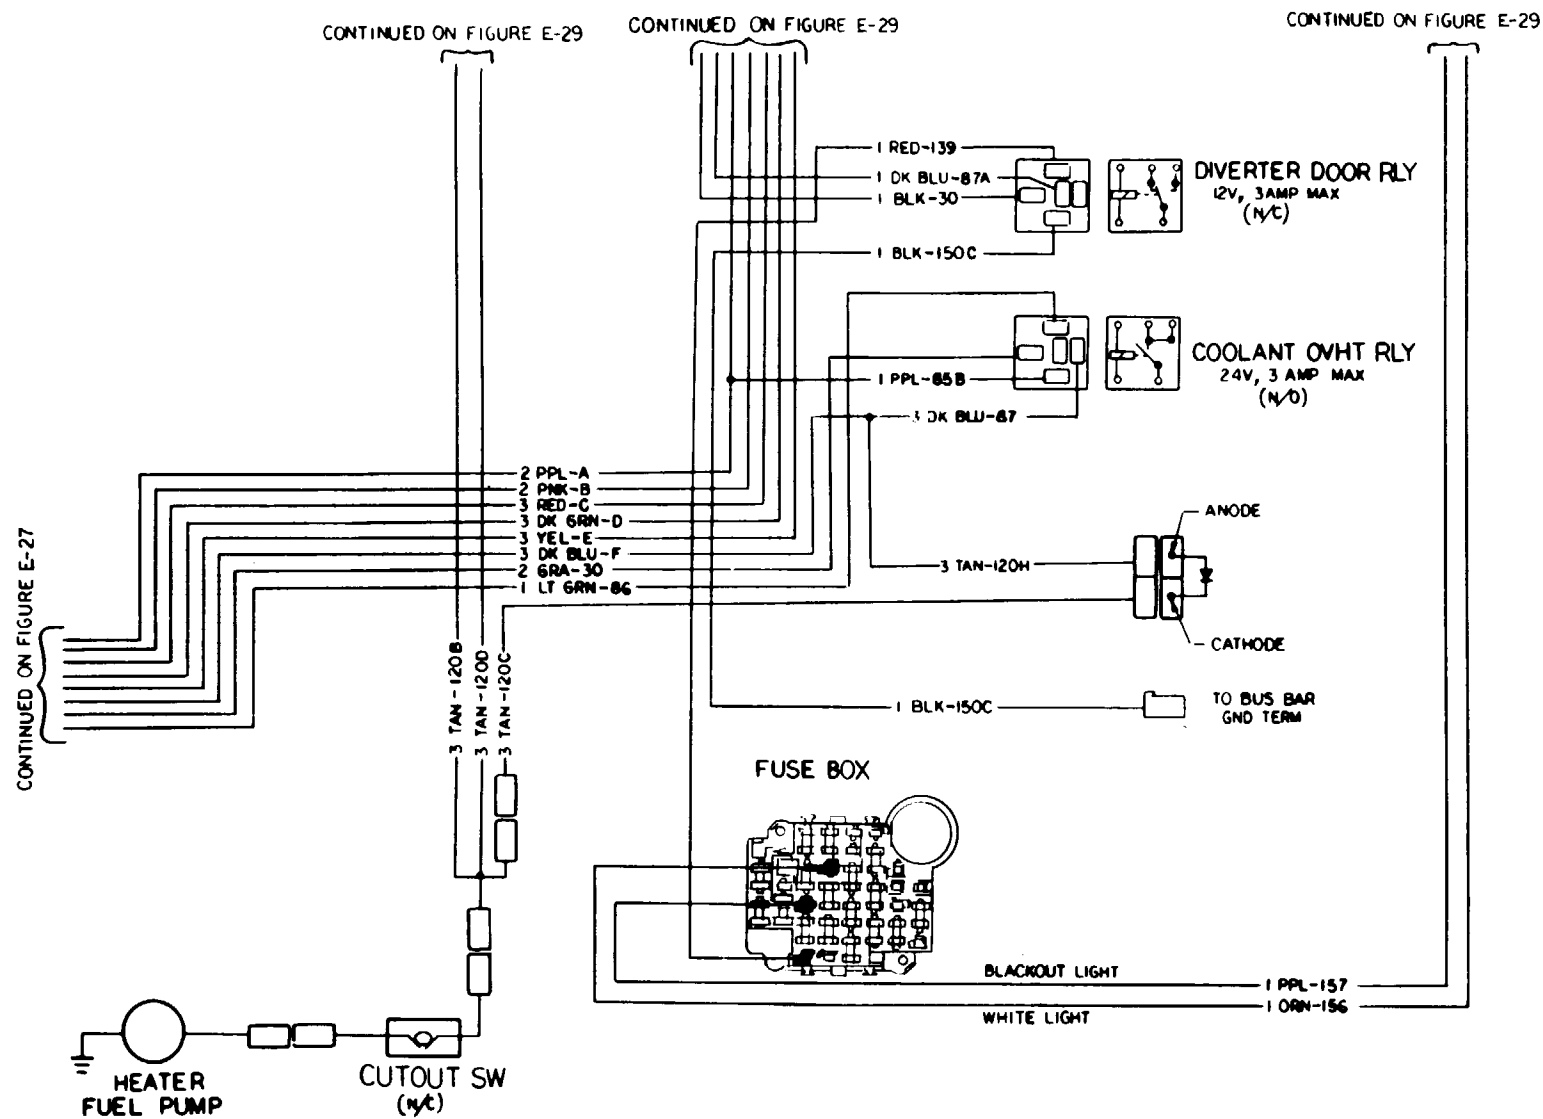 CONTINUED ON FIGURE E-29
CONTINUED ON FIGURE E-29
CONTINUED ON FIGURE E-29
1 RED-139
1 DK BLU-87A
1 BLK-30
1 BLK-150C
DIVERTER DOOR RLY
12V, 3 AMP MAX
(N/C)
1 PPL-85B
3 DK BLU-87
COOLANT OVHT RLY
24V, 3 AMP MAX
(N/O)
2 PPL-A
2 PNK-B
3 RED-C
3 DK GRN-D
3 YEL-E
3 DK BLU-F
2 GRA-30
1 LT GRN-86
CONTINUED ON FIGURE E-27
ANODE
3 TAN-120H
CATHODE
3 TAN-120B
3 TAN-120D
3 TAN-120C
1 BLK-150C
TO BUS BAR
GND TERM
FUSE BOX
BLACKOUT LIGHT
1 PPL-157
WHITE LIGHT
1 ORN-156
HEATER
FUEL PUMP
CUTOUT SW
(N/C)